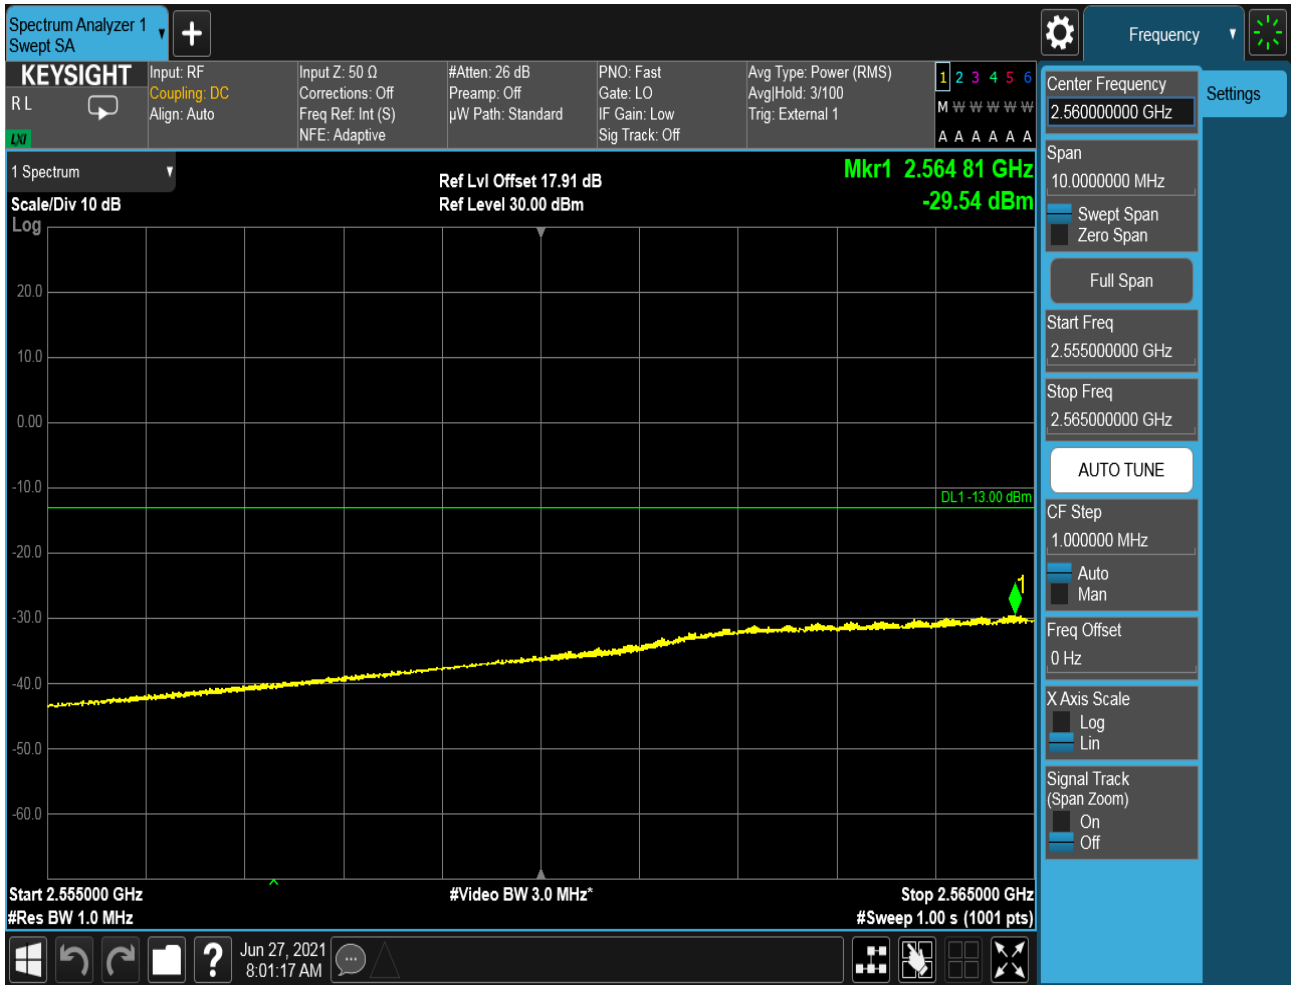 Spectrum Analyzer 1
Swept SA
Frequency
KEYSIGHT
R L
LXI
Input: RF
Coupling: DC
Align: Auto
Input Z: 50 Ω
Corrections: Off
Freq Ref: Int (S)
NFE: Adaptive
#Atten: 26 dB
Preamp: Off
µW Path: Standard
PNO: Fast
Gate: LO
IF Gain: Low
Sig Track: Off
Avg Type: Power (RMS)
Avg|Hold: 3/100
Trig: External 1
1 2 3 4 5 6
M W W W W W
A A A A A A
1 Spectrum
Scale/Div 10 dB
Log
Ref Lvl Offset 17.91 dB
Ref Level 30.00 dBm
Mkr1 2.564 81 GHz
-29.54 dBm
20.0
10.0
0.00
-10.0
-20.0
-30.0
-40.0
-50.0
-60.0
DL1 -13.00 dBm
1
Start 2.555000 GHz
#Res BW 1.0 MHz
#Video BW 3.0 MHz*
Stop 2.565000 GHz
#Sweep 1.00 s (1001 pts)
Center Frequency
2.560000000 GHz
Settings
Span
10.0000000 MHz
Swept Span
Zero Span
Full Span
Start Freq
2.555000000 GHz
Stop Freq
2.565000000 GHz
AUTO TUNE
CF Step
1.000000 MHz
Auto
Man
Freq Offset
0 Hz
X Axis Scale
Log
Lin
Signal Track
(Span Zoom)
On
Off
?
Jun 27, 2021
8:01:17 AM